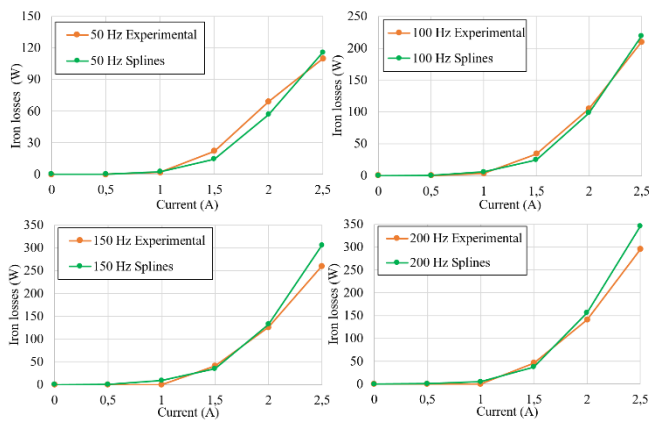 150
120
90
60
30
0
Iron losses (W)
50 Hz Experimental
50 Hz Splines
0 0,5 1 1,5 2 2,5
Current (A)
250
200
150
100
50
0
Iron losses (W)
100 Hz Experimental
100 Hz Splines
0 0,5 1 1,5 2 2,5
Current (A)
350
300
250
200
150
100
50
0
Iron losses (W)
150 Hz Experimental
150 Hz Splines
0 0,5 1 1,5 2 2,5
Current (A)
350
300
250
200
150
100
50
0
Iron losses (W)
200 Hz Experimental
200 Hz Splines
0 0,5 1 1,5 2 2,5
Current (A)